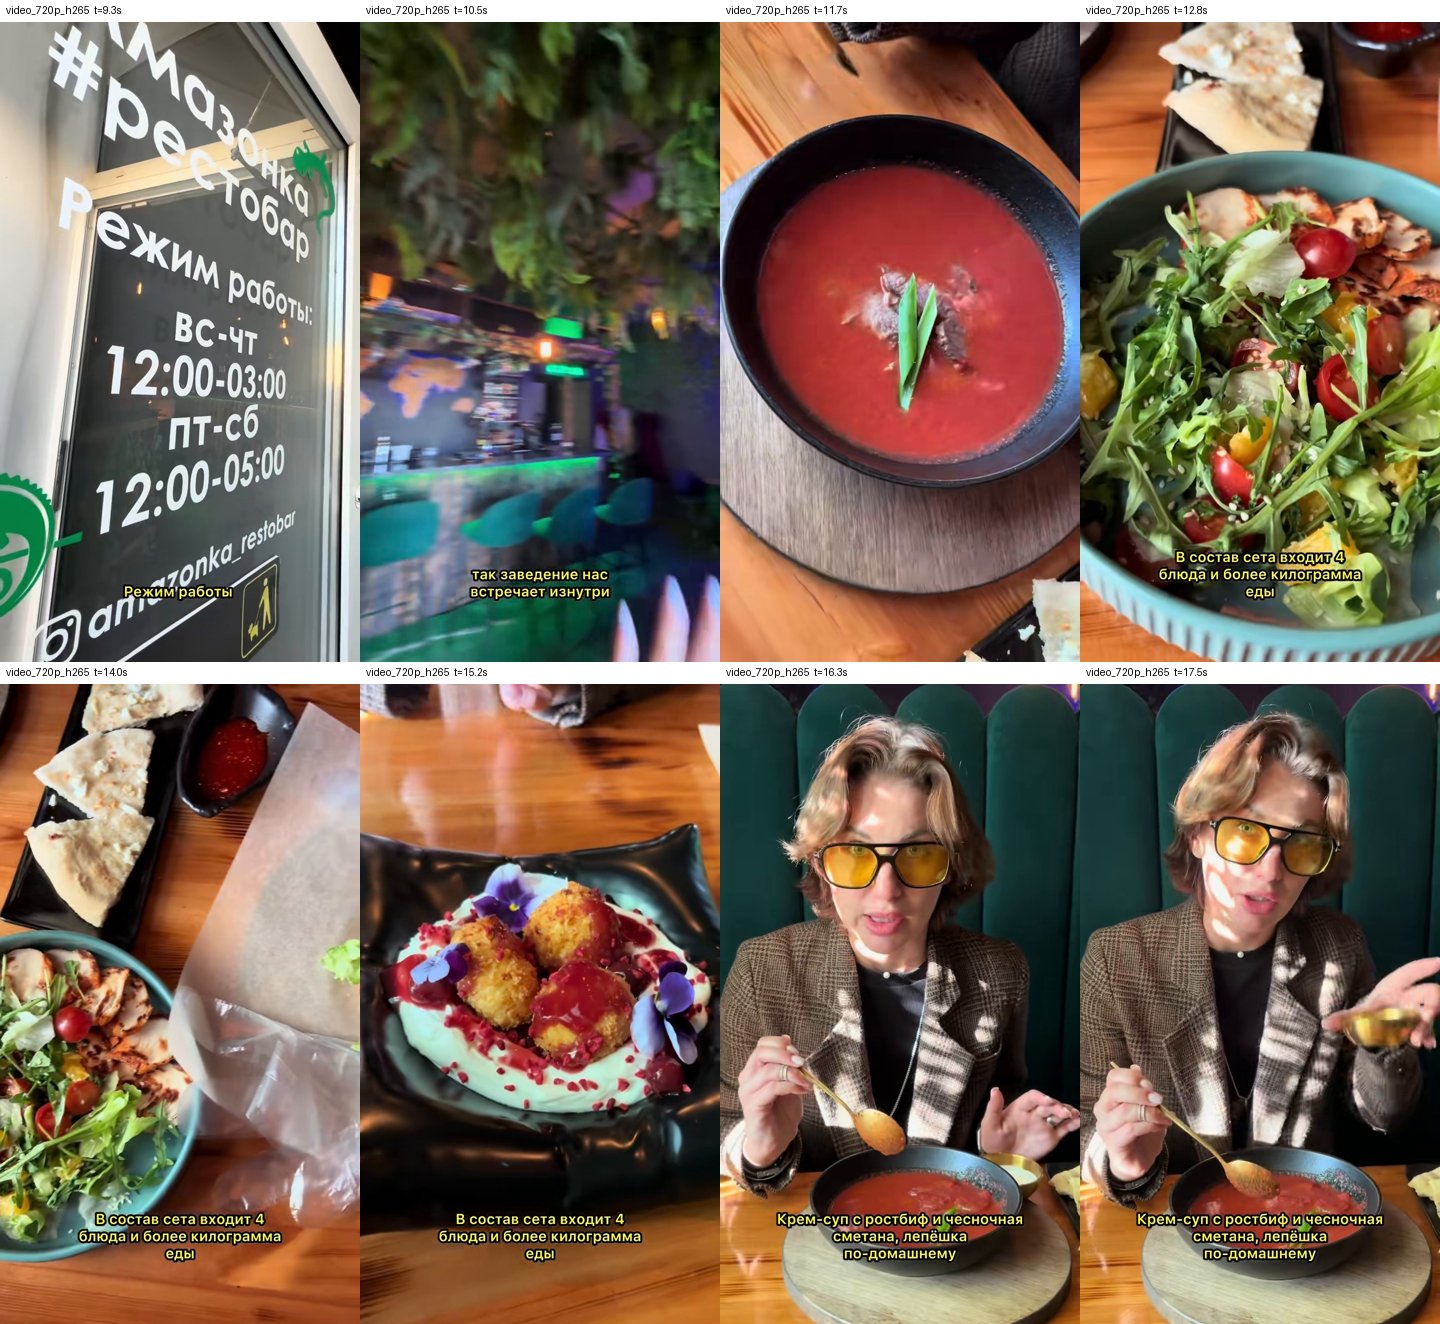 video_720p_h265 t=9.3s
Амазонка
#рестобар
Режим работы:
вс-чт
12:00-03:00
пт-сб
12:00-05:00
amazonka_restobar
Режим работы
video_720p_h265 t=10.5s
так заведение нас
встречает изнутри
video_720p_h265 t=11.7s
video_720p_h265 t=12.8s
В состав сета входит 4
блюда и более килограмма
еды
video_720p_h265 t=14.0s
В состав сета входит 4
блюда и более килограмма
еды
video_720p_h265 t=15.2s
В состав сета входит 4
блюда и более килограмма
еды
video_720p_h265 t=16.3s
Крем-суп с ростбиф и чесночная
сметана, лепёшка
по-домашнему
video_720p_h265 t=17.5s
Крем-суп с ростбиф и чесночная
сметана, лепёшка
по-домашнему